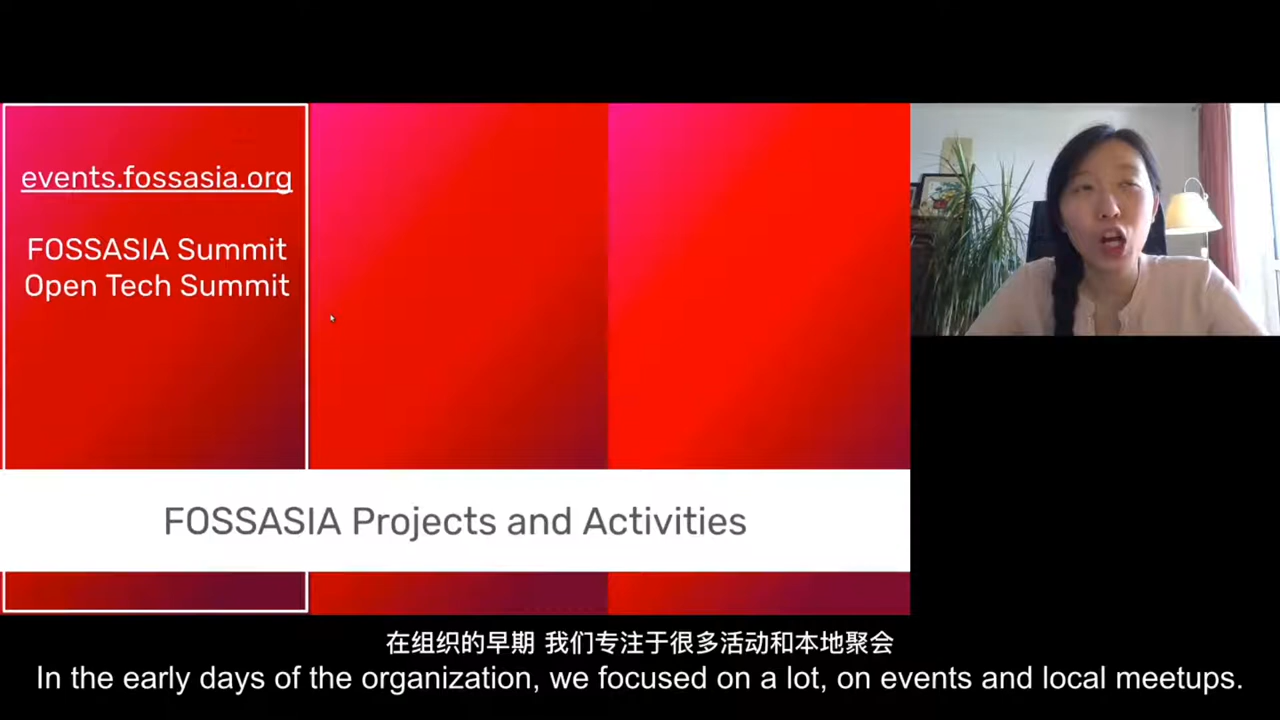 events.fossasia.org
FOSSASIA Summit
Open Tech Summit
FOSSASIA Projects and Activities
在组织的早期 我们专注于很多活动和本地聚会
In the early days of the organization, we focused on a lot, on events and local meetups.